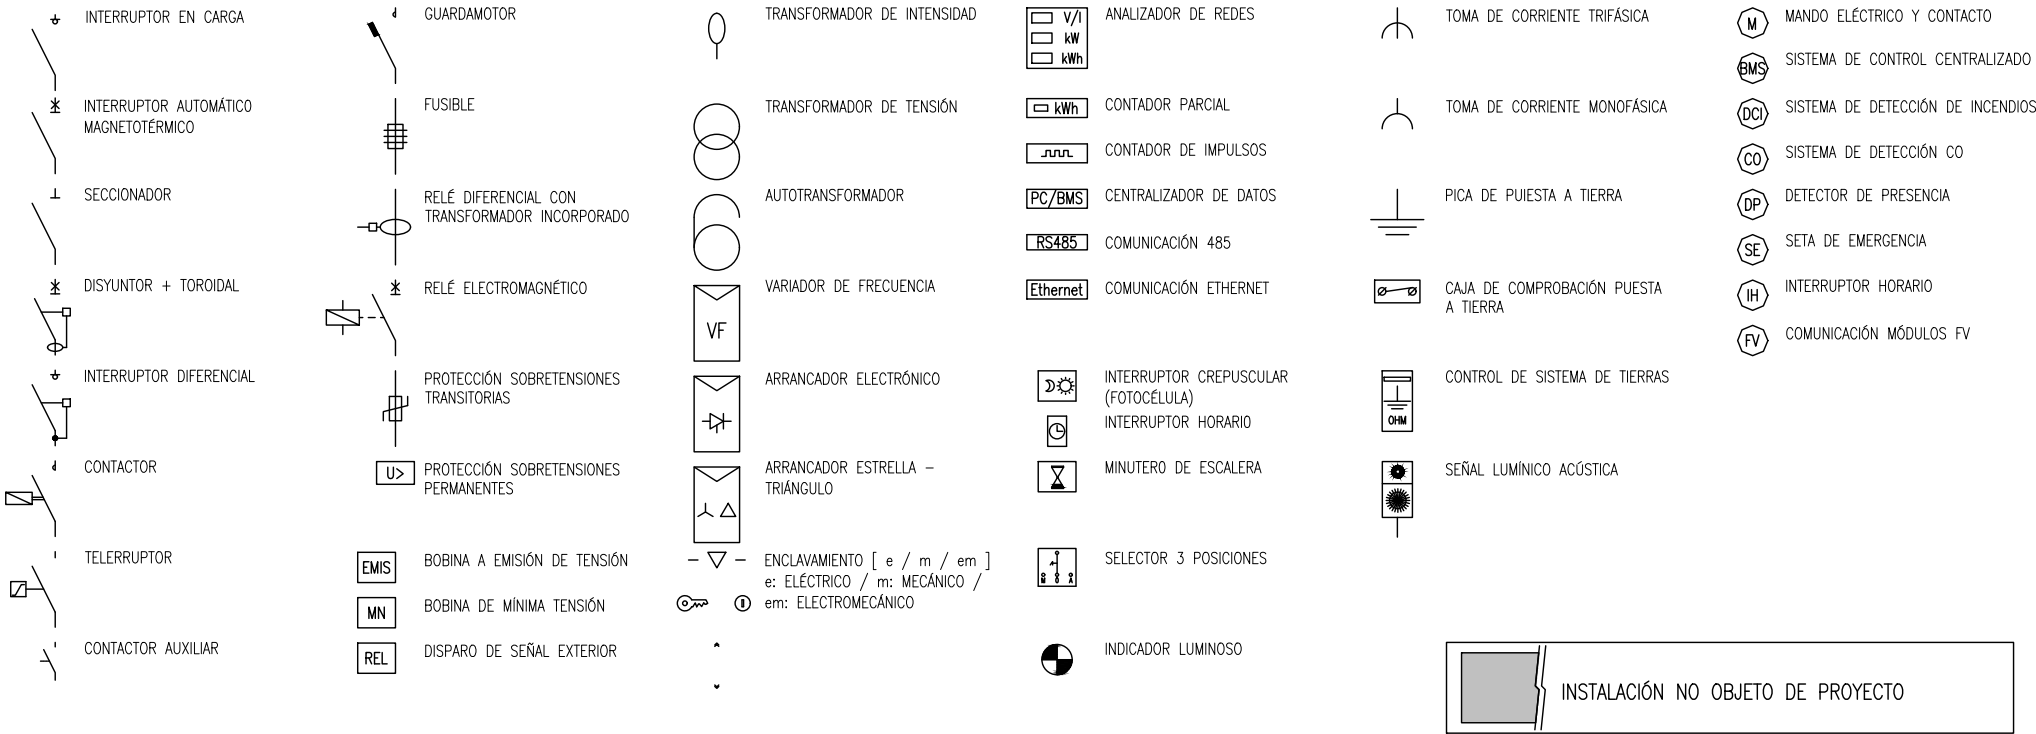 INTERRUPTOR EN CARGA
INTERRUPTOR AUTOMÁTICO
MAGNETOTÉRMICO
SECCIONADOR
DISYUNTOR + TOROIDAL
INTERRUPTOR DIFERENCIAL
CONTACTOR
TELERRUPTOR
CONTACTOR AUXILIAR
GUARDAMOTOR
FUSIBLE
RELÉ DIFERENCIAL CON
TRANSFORMADOR INCORPORADO
RELÉ ELECTROMAGNÉTICO
PROTECCIÓN SOBRETENSIONES
TRANSITORIAS
U>
PROTECCIÓN SOBRETENSIONES
PERMANENTES
EMIS
BOBINA A EMISIÓN DE TENSIÓN
MN
BOBINA DE MÍNIMA TENSIÓN
REL
DISPARO DE SEÑAL EXTERIOR
TRANSFORMADOR DE INTENSIDAD
TRANSFORMADOR DE TENSIÓN
AUTOTRANSFORMADOR
VARIADOR DE FRECUENCIA
VF
ARRANCADOR ELECTRÓNICO
ARRANCADOR ESTRELLA –
TRIÁNGULO
ENCLAVAMIENTO [ e / m / em ]
e: ELÉCTRICO / m: MECÁNICO /
em: ELECTROMECÁNICO
V/I
kW
kWh
ANALIZADOR DE REDES
kWh
CONTADOR PARCIAL
CONTADOR DE IMPULSOS
PC/BMS
CENTRALIZADOR DE DATOS
RS485
COMUNICACIÓN 485
Ethernet
COMUNICACIÓN ETHERNET
INTERRUPTOR CREPUSCULAR
(FOTOCÉLULA)
INTERRUPTOR HORARIO
MINUTERO DE ESCALERA
SELECTOR 3 POSICIONES
M 0 A
INDICADOR LUMINOSO
TOMA DE CORRIENTE TRIFÁSICA
TOMA DE CORRIENTE MONOFÁSICA
PICA DE PUIESTA A TIERRA
CAJA DE COMPROBACIÓN PUESTA
A TIERRA
CONTROL DE SISTEMA DE TIERRAS
OHM
SEÑAL LUMÍNICO ACÚSTICA
M
MANDO ELÉCTRICO Y CONTACTO
BMS
SISTEMA DE CONTROL CENTRALIZADO
DCI
SISTEMA DE DETECCIÓN DE INCENDIOS
CO
SISTEMA DE DETECCIÓN CO
DP
DETECTOR DE PRESENCIA
SE
SETA DE EMERGENCIA
IH
INTERRUPTOR HORARIO
FV
COMUNICACIÓN MÓDULOS FV
INSTALACIÓN NO OBJETO DE PROYECTO